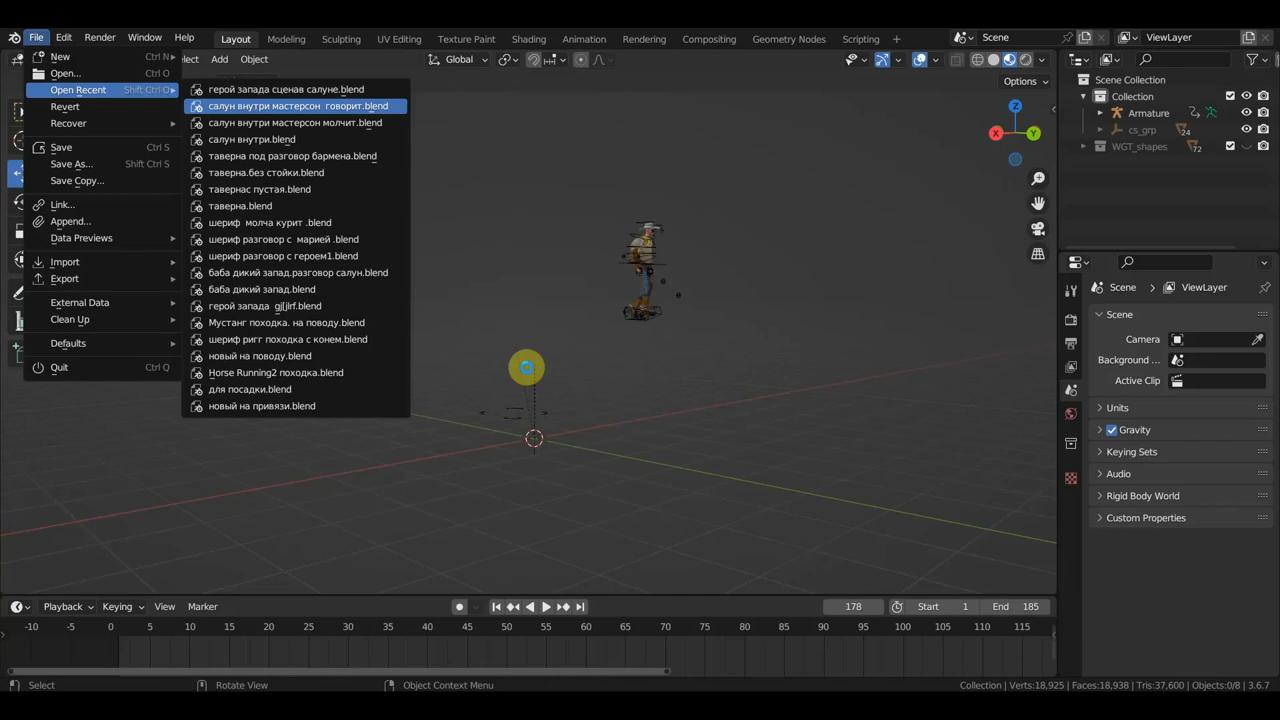 File Edit Render Window Help Layout Modeling Sculpting UV Editing Texture Paint Shading Animation Rendering Compositing Geometry Nodes Scripting + Scene ViewLayer
lect Add Object Global Options
New Ctrl N
Open... Ctrl O
Open Recent Shift Ctrl O
Revert
Recover
Save Ctrl S
Save As... Shift Ctrl S
Save Copy...
Link...
Append...
Data Previews
Import
Export
External Data
Clean Up
Defaults
Quit Ctrl Q
герой запада сценав салуне.blend
салун внутри мастерсон говорит.blend
салун внутри мастерсон молчит.blend
салун внутри.blend
таверна под разговор бармена.blend
таверна.без стойки.blend
тавернас пустая.blend
таверна.blend
шериф молча курит .blend
шериф разговор с марией .blend
шериф разговор с героем1.blend
баба дикий запад.разговор салун.blend
баба дикий запад.blend
герой запада gj[jlrf.blend
Мустанг походка. на поводу.blend
шериф ригг походка с конем.blend
новый на поводу.blend
Horse Running2 походка.blend
для посадки.blend
новый на привязи.blend
Z
X
Y
Scene Collection
Collection
Armature
cs_grp 24
WGT_shapes 72
Scene ViewLayer
Scene
Camera
Background ...
Active Clip
Units
Gravity
Keying Sets
Audio
Rigid Body World
Custom Properties
Playback Keying View Marker 178 Start 1 End 185
-10 -5 0 5 10 15 20 25 30 35 40 45 50 55 60 65 70 75 80 85 90 95 100 105 110 115
Select Rotate View Object Context Menu Collection | Verts:18,925 | Faces:18,938 | Tris:37,600 | Objects:0/8 | 3.6.7